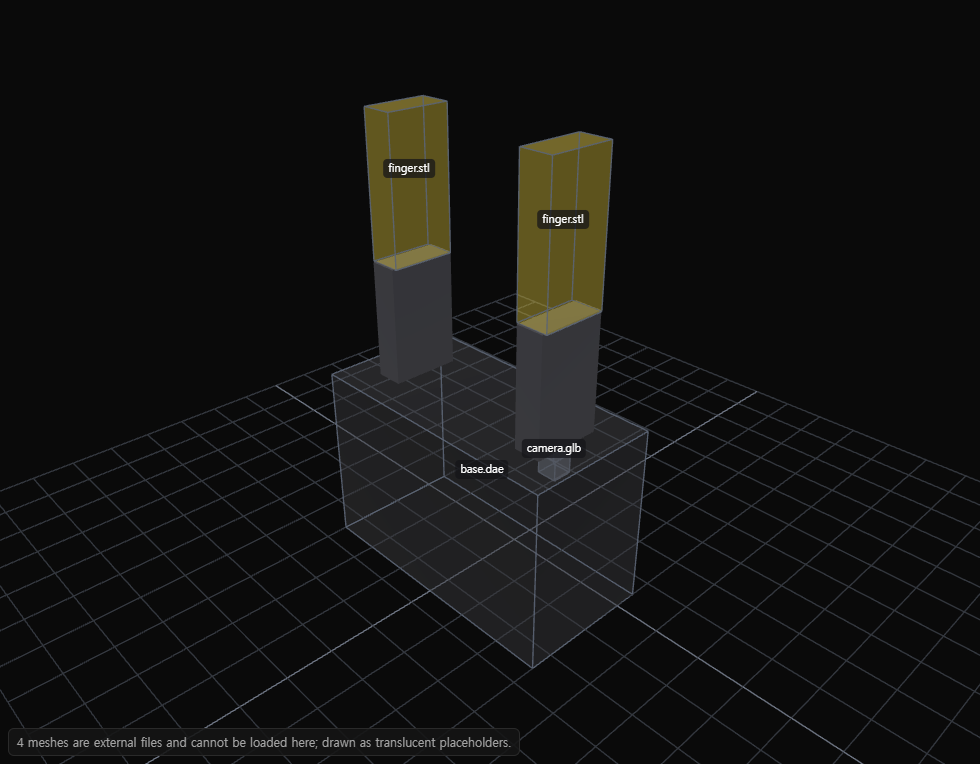 finger.stl
finger.stl
camera.glb
base.dae
4 meshes are external files and cannot be loaded here; drawn as translucent placeholders.